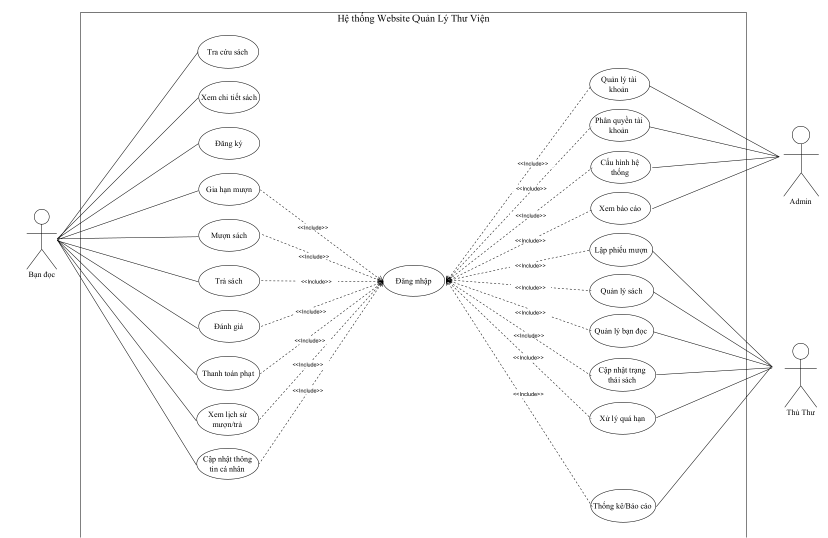 Hệ thống Website Quản Lý Thư Viện
Tra cứu sách
Xem chi tiết sách
Đăng ký
Gia hạn mượn
Mượn sách
Trả sách
Đánh giá
Thanh toán phạt
Xem lịch sử
mượn/trả
Cập nhật thông
tin cá nhân
Bạn đọc
<<Include>>
<<Include>>
<<Include>>
<<Include>>
<<Include>>
<<Include>>
<<Include>>
Đăng nhập
<<Include>>
<<Include>>
<<Include>>
<<Include>>
<<Include>>
<<Include>>
<<Include>>
<<Include>>
<<Include>>
<<Include>>
Quản lý tài
khoản
Phân quyền tài
khoản
Cấu hình hệ
thống
Xem báo cáo
Lập phiếu mượn
Quản lý sách
Quản lý bạn đọc
Cập nhật trạng
thái sách
Xử lý quá hạn
Thống kê/Báo cáo
Admin
Thủ Thư